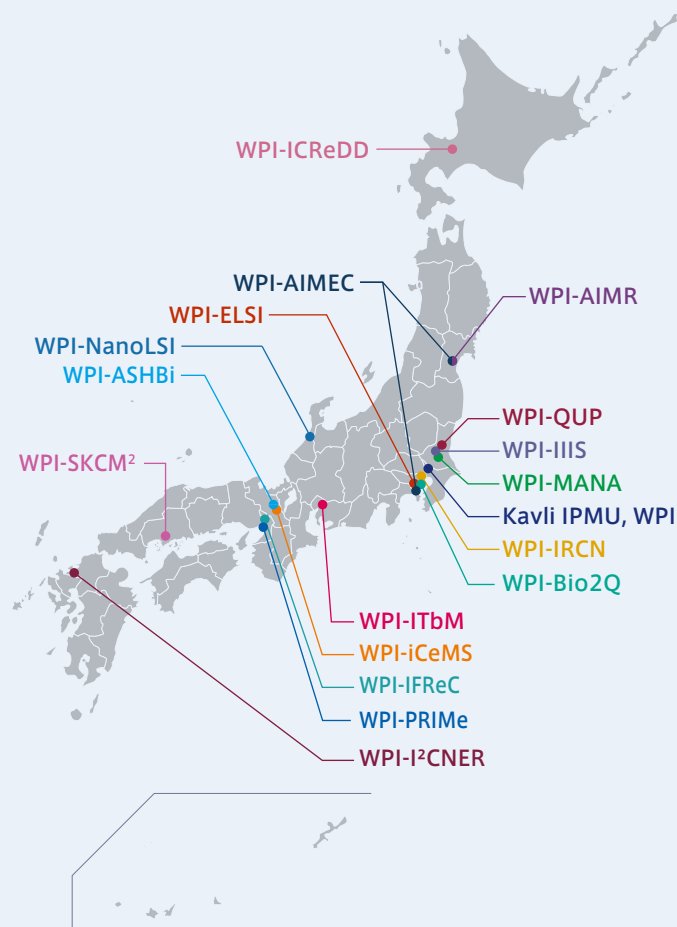 WPI-ICReDD
WPI-AIMEC
WPI-AIMR
WPI-ELSI
WPI-NanoLSI
WPI-ASHBi
WPI-QUP
WPI-IIIS
WPI-SKCM²
WPI-MANA
Kavli IPMU, WPI
WPI-IRCN
WPI-Bio2Q
WPI-ITbM
WPI-iCeMS
WPI-IFReC
WPI-PRIMe
WPI-I²CNER